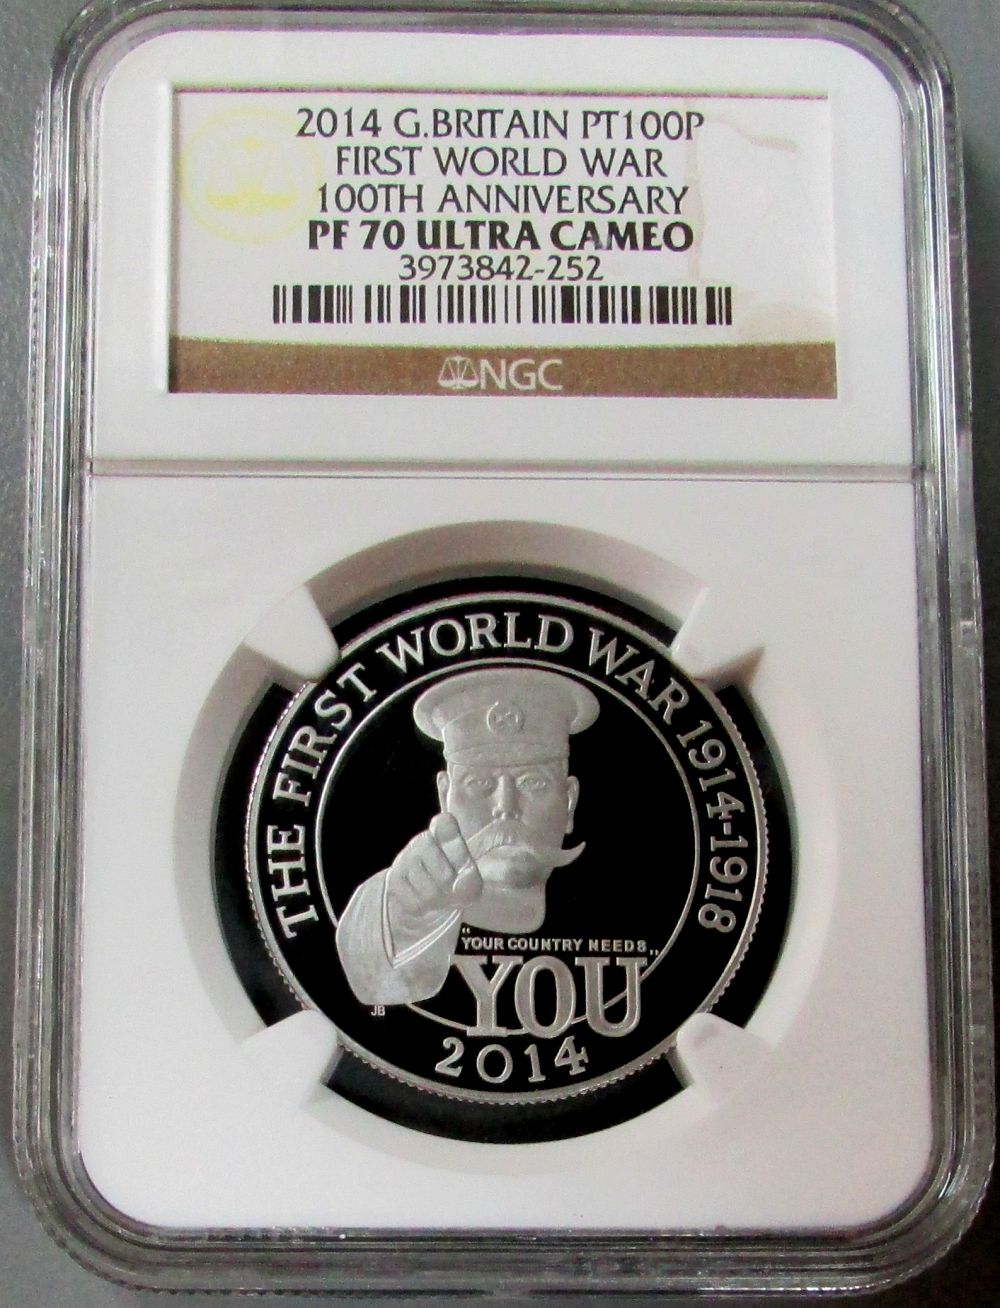 2014 G.BRITAIN PT100P
FIRST WORLD WAR
100TH ANNIVERSARY
PF 70 ULTRA CAMEO
3973842-252
NGC
THE FIRST WORLD WAR 1914-1918
"YOUR COUNTRY NEEDS
YOU"
JB
2014